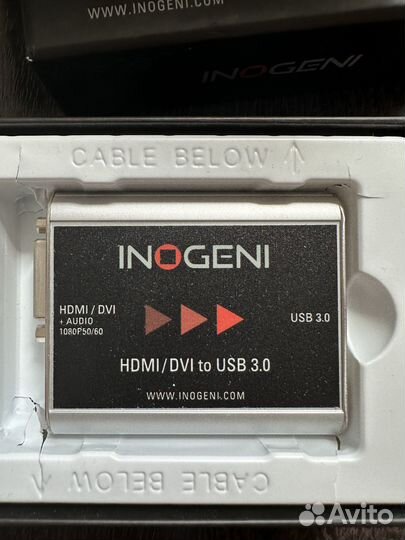 WWW.INOGENI.COM
INOGENI
CABLE BELOW
INOGENI
HDMI / DVI
+ AUDIO
1080P50/60
USB 3.0
HDMI/DVI to USB 3.0
WWW.INOGENI.COM
CABLE BELOW
Avito